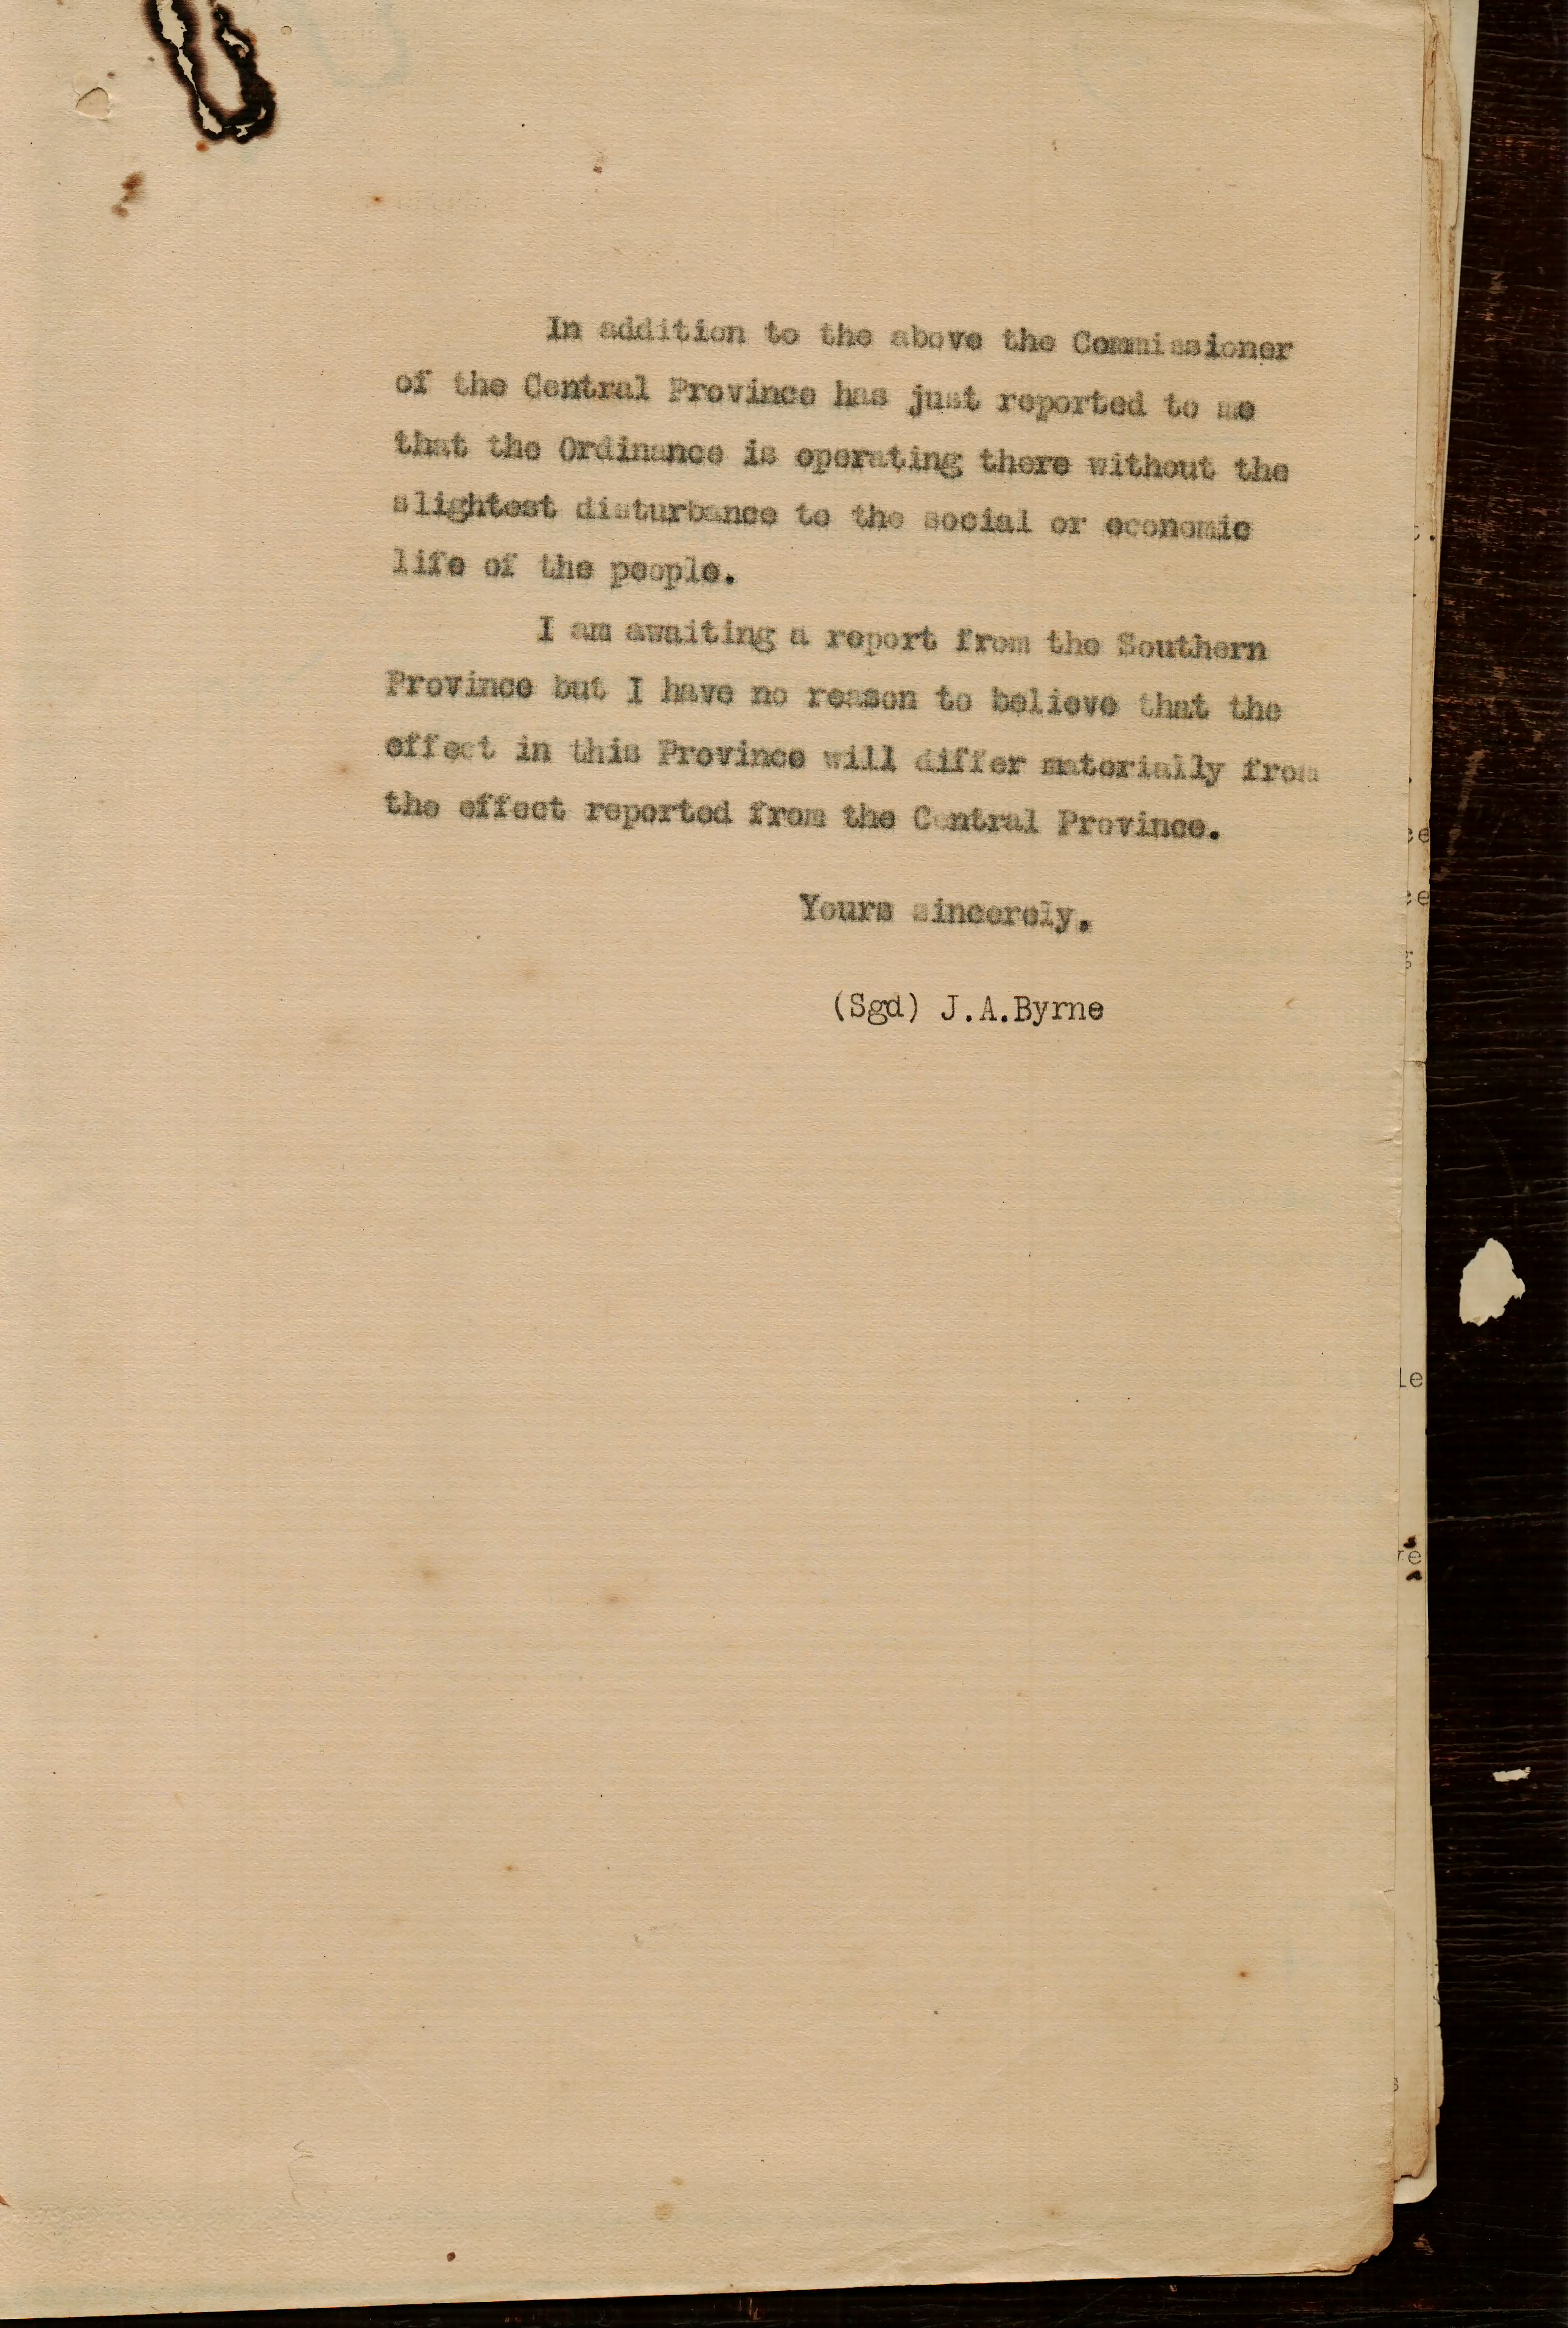 In addition to the above the Commissioner
of the Central Province has just reported to me
that the Ordinance is operating there without the
slightest disturbance to the social or economic
life of the people.
I am awaiting a report from the Southern
Province but I have no reason to believe that the
effect in this Province will differ materially from
the effect reported from the Central Province.
Yours sincerely.
(Sgd) J.A.Byrne